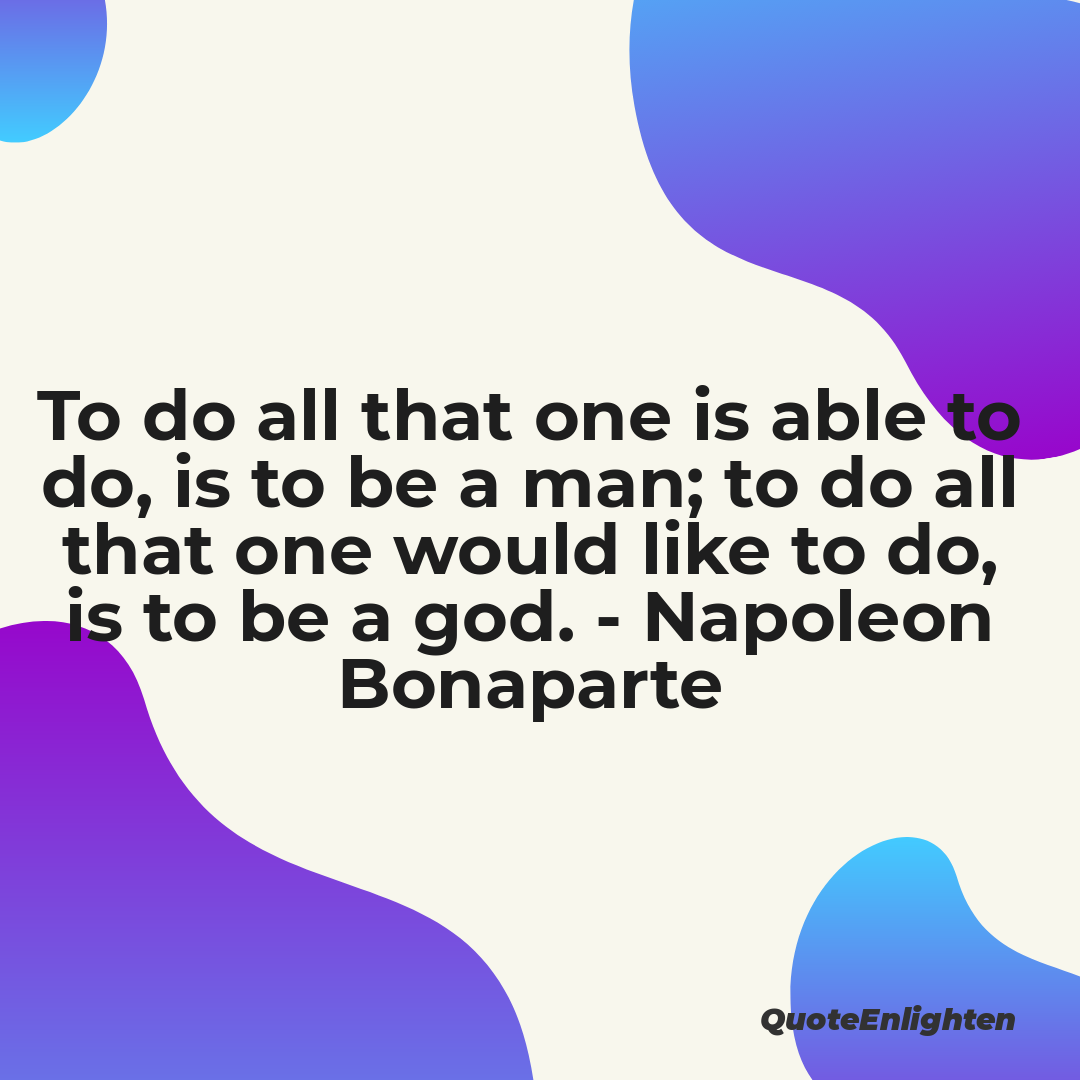 To do all that one is able to
do, is to be a man; to do all
that one would like to do,
is to be a god. - Napoleon
Bonaparte
QuoteEnlighten